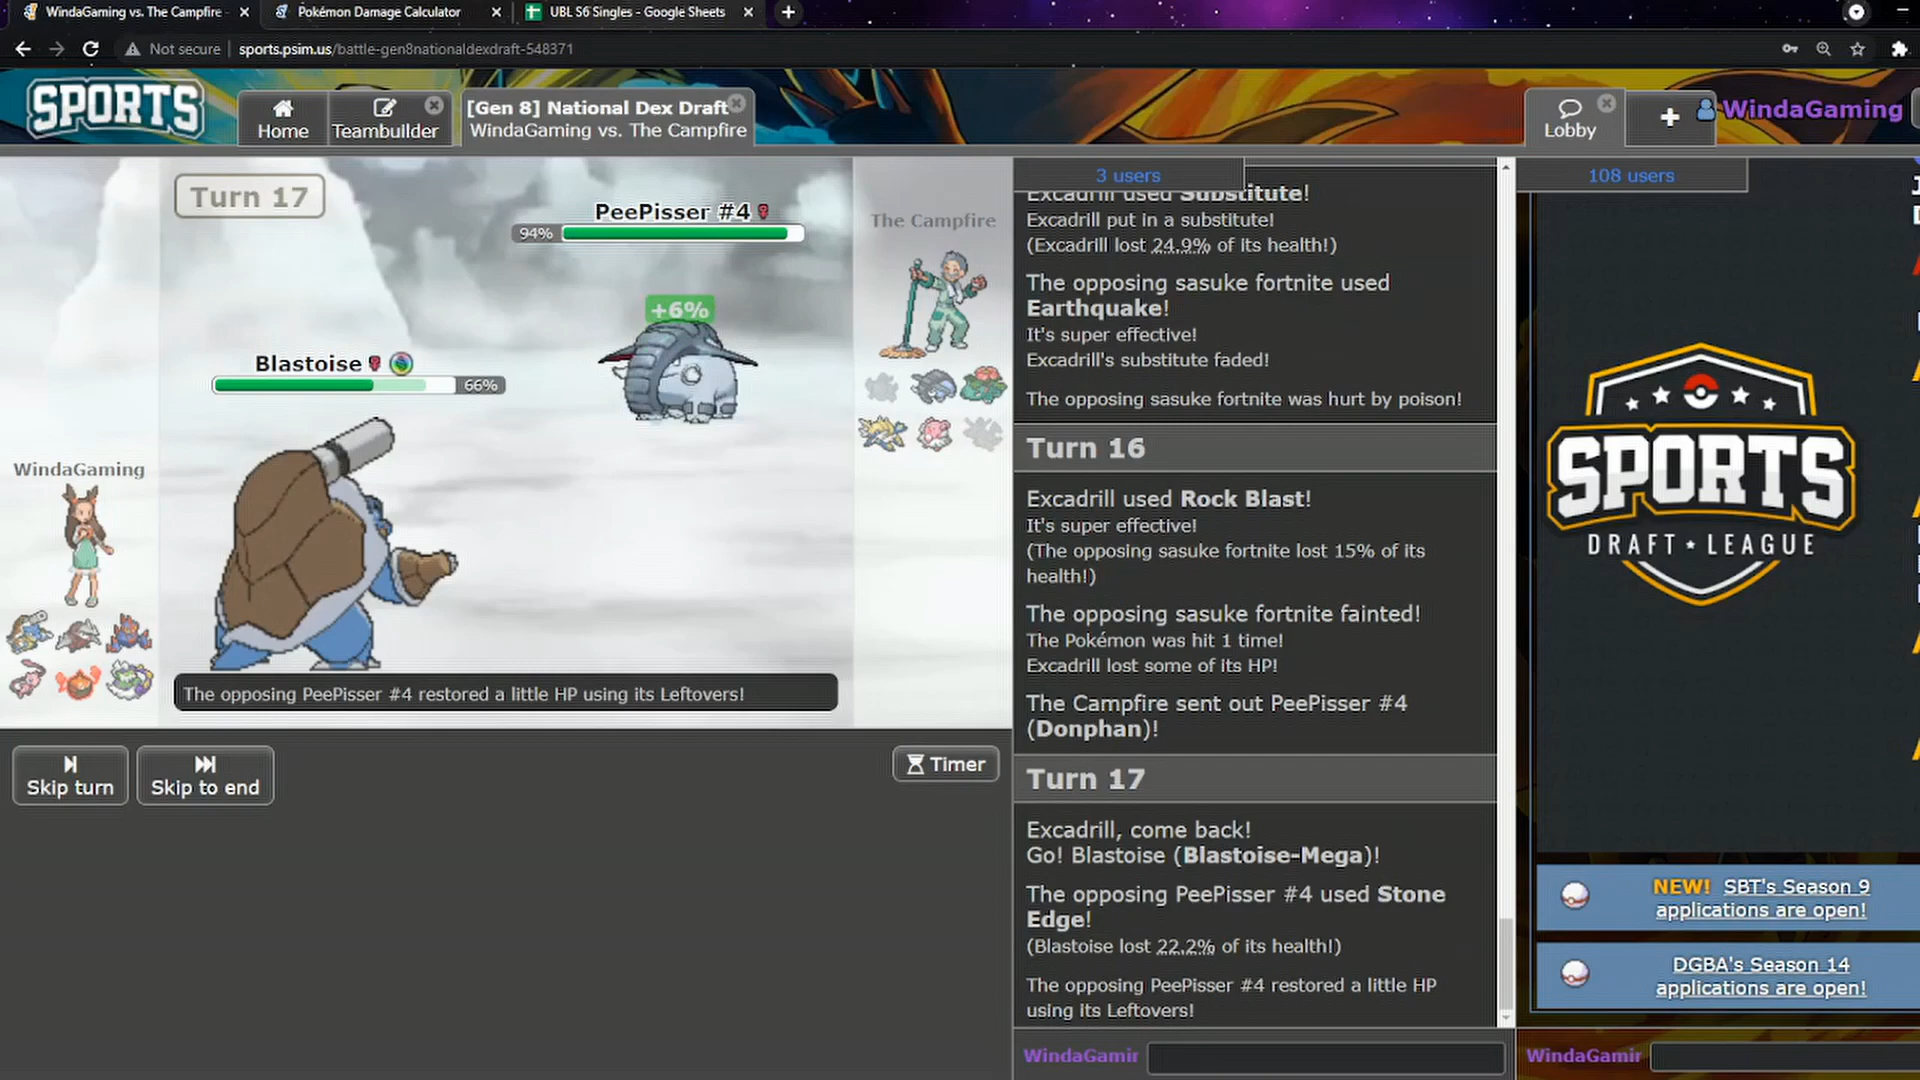 WindaGaming vs. The Campfire -
Pokémon Damage Calculator
UBL S6 Singles - Google Sheets
Not secure
sports.psim.us/battle-gen8nationaldexdraft-548371
SPORTS
Home
Teambuilder
[Gen 8] National Dex Draft
WindaGaming vs. The Campfire
Lobby
WindaGaming
Turn 17
PeePisser #4
94%
+6%
Blastoise
66%
The Campfire
WindaGaming
The opposing PeePisser #4 restored a little HP using its Leftovers!
Skip turn
Skip to end
Timer
3 users
Excadrill used Substitute!
Excadrill put in a substitute!
(Excadrill lost 24.9% of its health!)
The opposing sasuke fortnite used
Earthquake!
It's super effective!
Excadrill's substitute faded!
The opposing sasuke fortnite was hurt by poison!
Turn 16
Excadrill used Rock Blast!
It's super effective!
(The opposing sasuke fortnite lost 15% of its
health!)
The opposing sasuke fortnite fainted!
The Pokémon was hit 1 time!
Excadrill lost some of its HP!
The Campfire sent out PeePisser #4
(Donphan)!
Turn 17
Excadrill, come back!
Go! Blastoise (Blastoise-Mega)!
The opposing PeePisser #4 used Stone
Edge!
(Blastoise lost 22.2% of its health!)
The opposing PeePisser #4 restored a little HP
using its Leftovers!
WindaGamir
108 users
SPORTS
DRAFT LEAGUE
NEW! SBT's Season 9
applications are open!
DGBA's Season 14
applications are open!
WindaGamir